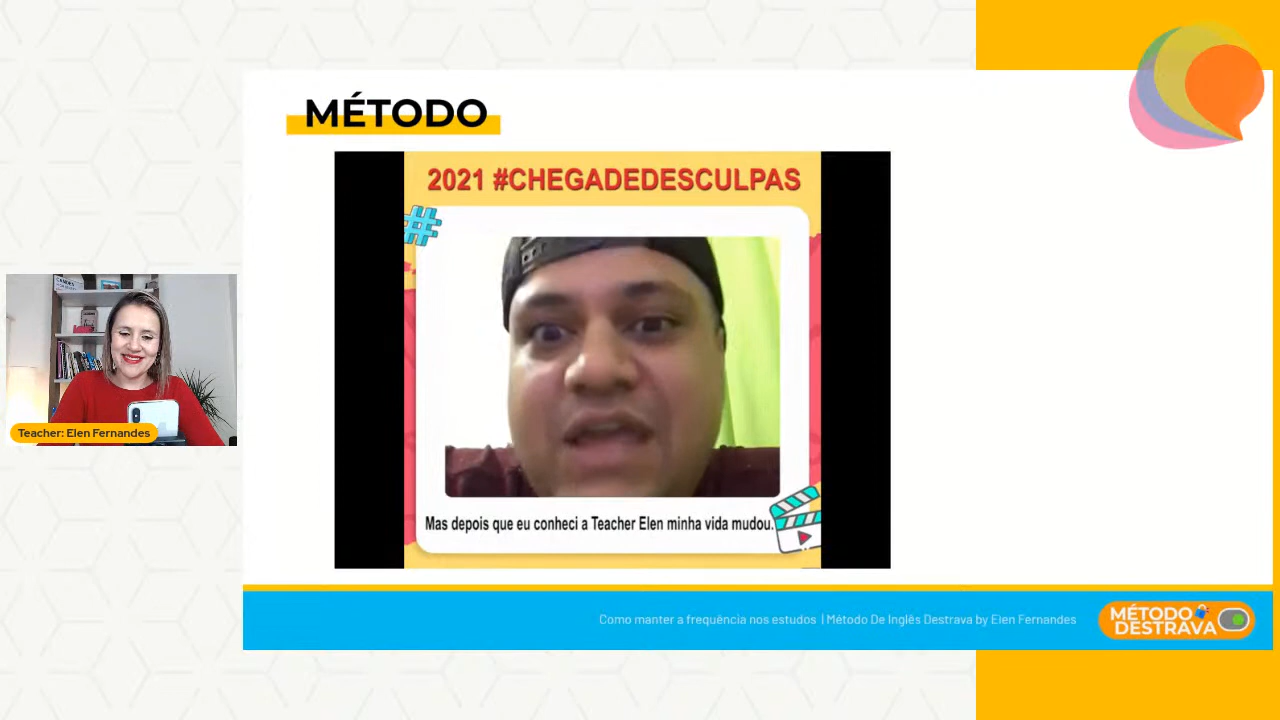 MÉTODO
2021 #CHEGADEDESCULPAS
#
Mas depois que eu conheci a Teacher Elen minha vida mudou.
Teacher: Elen Fernandes
Como manter a frequência nos estudos | Método De Inglês Destrava by Elen Fernandes
MÉTODO
DESTRAVA